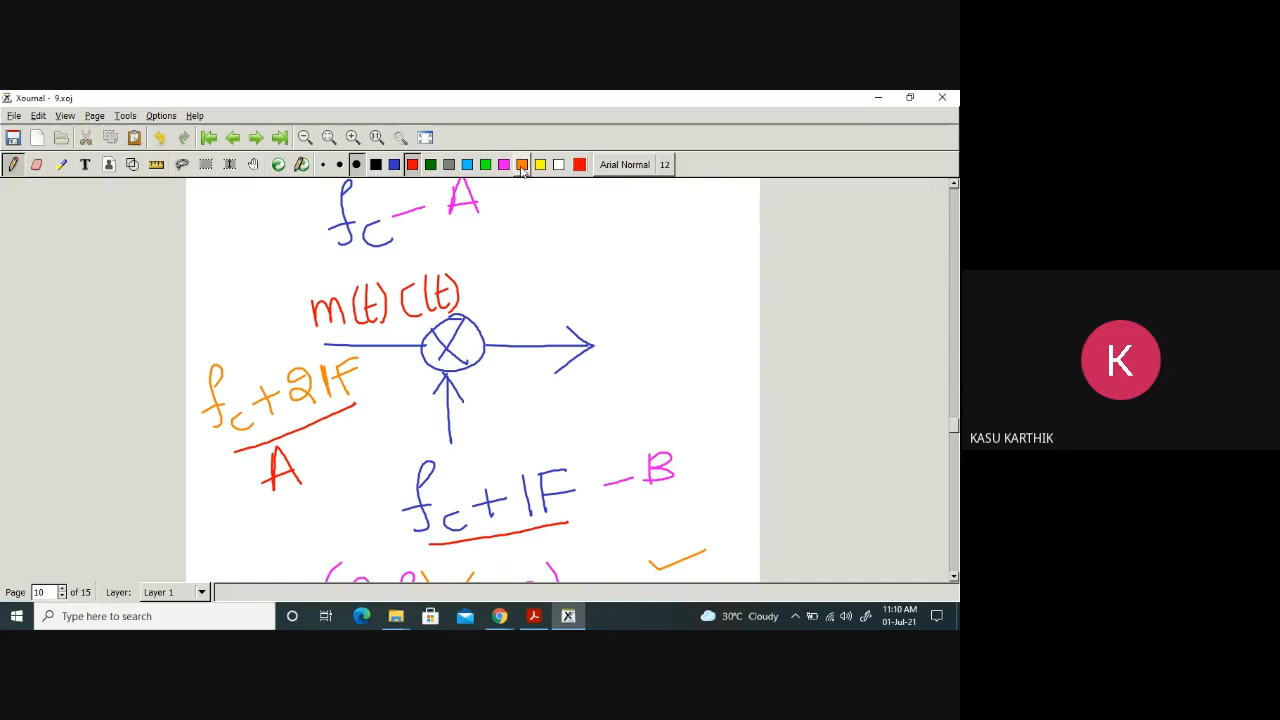 Xournal - 9.xoj
File Edit View Page Tools Options Help
T Arial Normal 12
fc - A
m(t) c(t)
fc + 2IF
A
fc + IF - B
Page 10 of 15 Layer: Layer 1
Type here to search
30°C Cloudy
11:10 AM
01-Jul-21
K
KASU KARTHIK